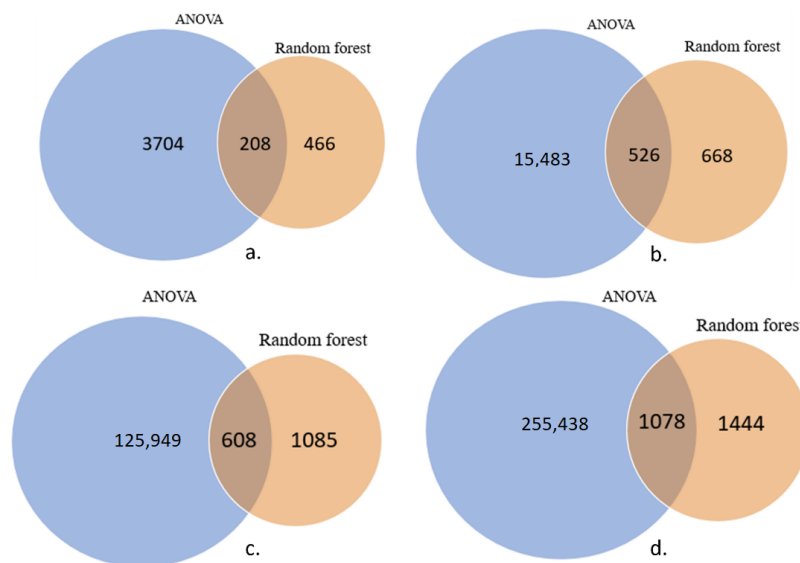 ANOVA
Random forest
3704
208
466
a.
ANOVA
Random forest
15,483
526
668
b.
ANOVA
Random forest
125,949
608
1085
c.
ANOVA
Random forest
255,438
1078
1444
d.